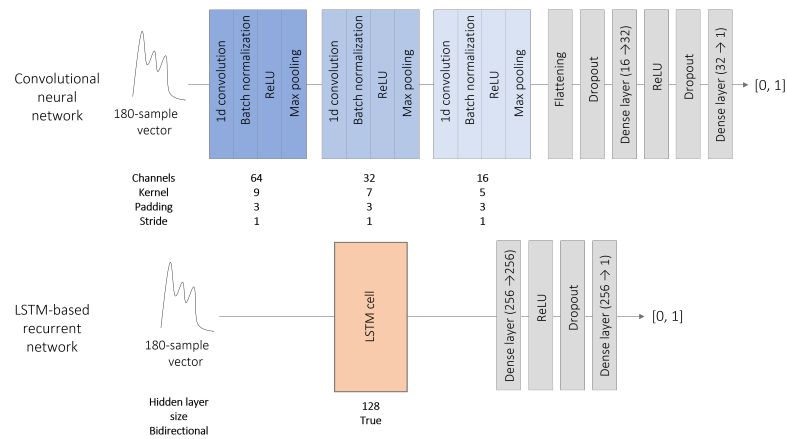 Convolutional
neural
network
180-sample
vector
1d convolution
Batch normalization
ReLU
Max pooling
1d convolution
Batch normalization
ReLU
Max pooling
1d convolution
Batch normalization
ReLU
Max pooling
Flattening
Dropout
Dense layer (16 →32)
ReLU
Dropout
Dense layer (32 → 1)
[0, 1]
Channels 64 32 16
Kernel 9 7 5
Padding 3 3 3
Stride 1 1 1
LSTM-based
recurrent
network
180-sample
vector
LSTM cell
Dense layer (256 →256)
ReLU
Dropout
Dense layer (256 → 1)
[0, 1]
Hidden layer
size 128
Bidirectional True